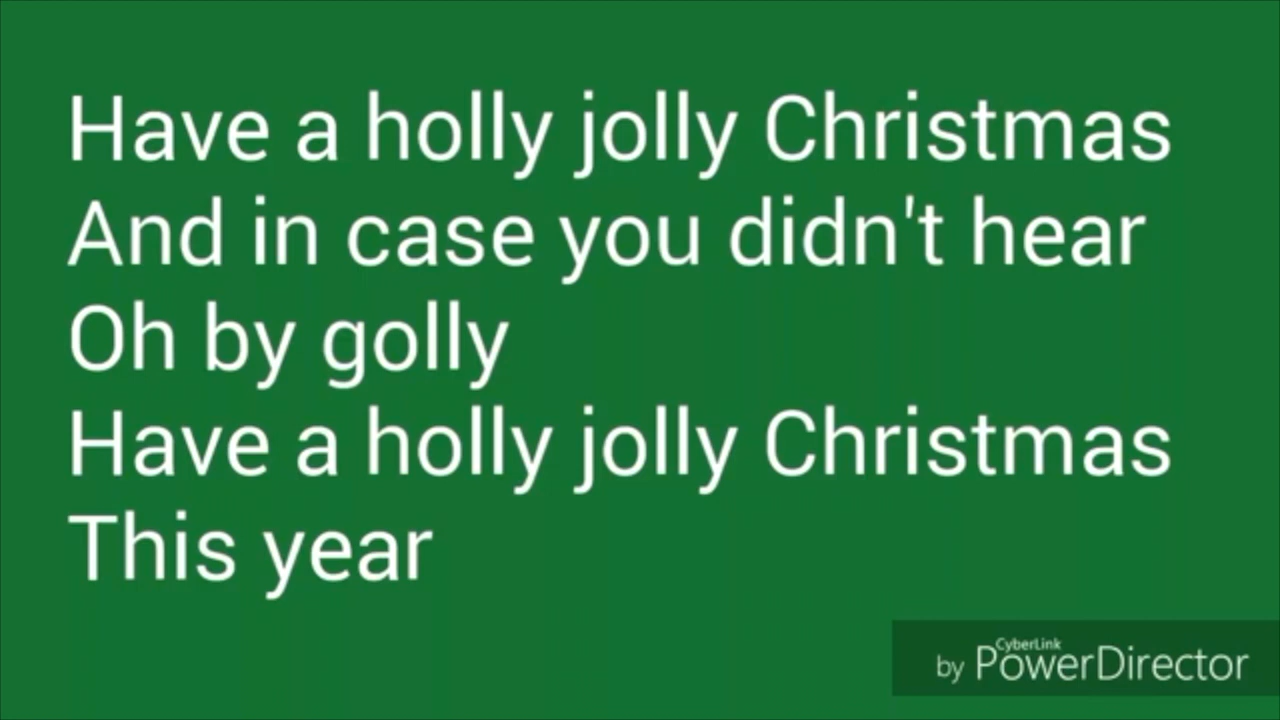 Have a holly jolly Christmas
And in case you didn't hear
Oh by golly
Have a holly jolly Christmas
This year
CyberLink
by PowerDirector